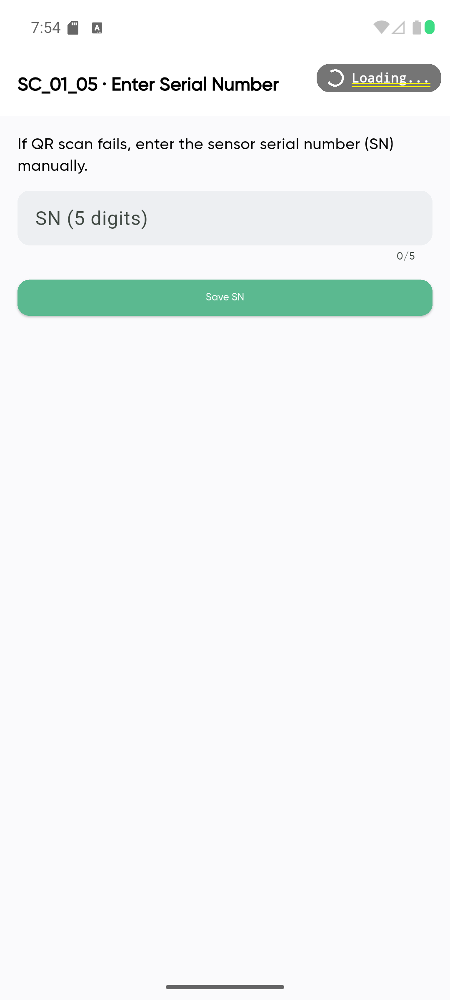 7:54
SC_01_05 · Enter Serial Number
Loading...
If QR scan fails, enter the sensor serial number (SN)
manually.
SN (5 digits)
0/5
Save SN